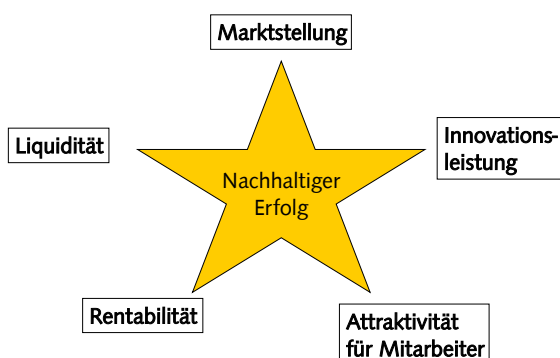 Marktstellung
Liquidität
Innovations-
leistung
Nachhaltiger
Erfolg
Rentabilität
Attraktivität
für Mitarbeiter